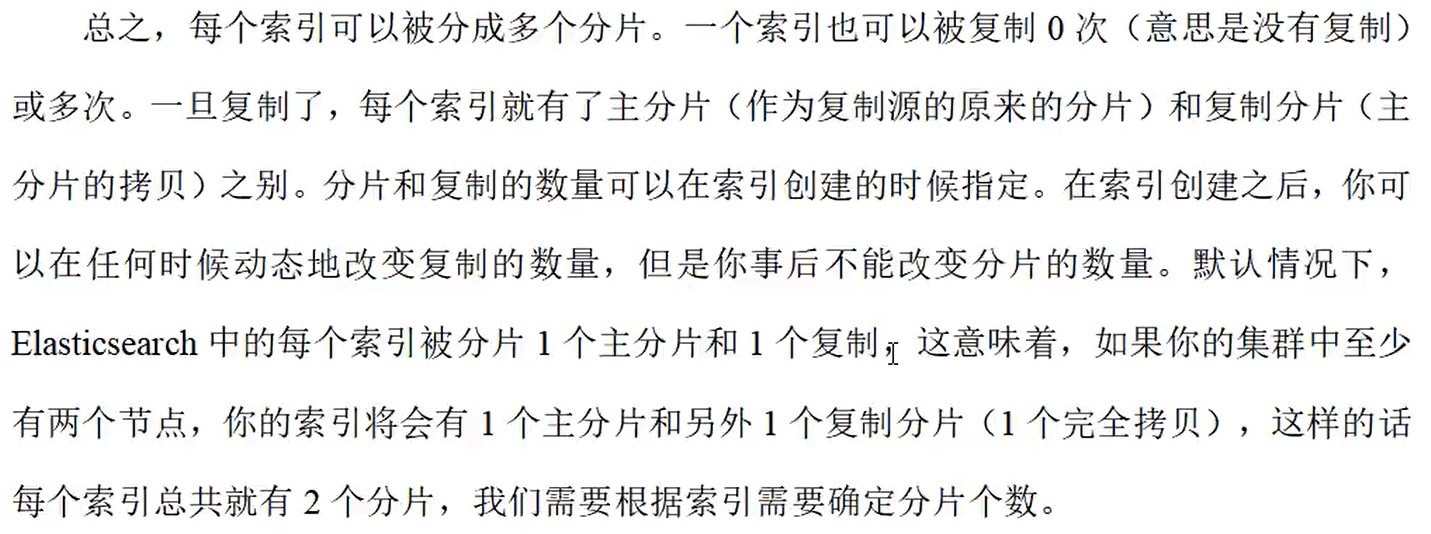 总之，每个索引可以被分成多个分片。一个索引也可以被复制 0 次（意思是没有复制）
或多次。一旦复制了，每个索引就有了主分片（作为复制源的原来的分片）和复制分片（主
分片的拷贝）之别。分片和复制的数量可以在索引创建的时候指定。在索引创建之后，你可
以在任何时候动态地改变复制的数量，但是你事后不能改变分片的数量。默认情况下，
Elasticsearch 中的每个索引被分片 1 个主分片和 1 个复制，这意味着，如果你的集群中至少
有两个节点，你的索引将会有 1 个主分片和另外 1 个复制分片（1 个完全拷贝），这样的话
每个索引总共就有 2 个分片，我们需要根据索引需要确定分片个数。